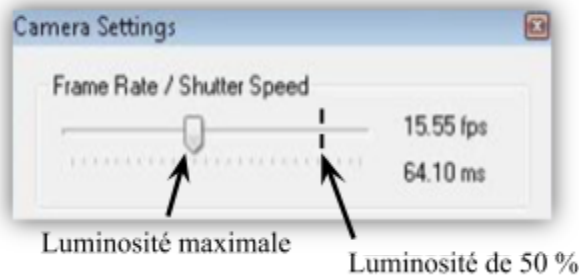 Camera Settings
Frame Rate / Shutter Speed
15.55 fps
64.10 ms
Luminosité maximale
Luminosité de 50 %